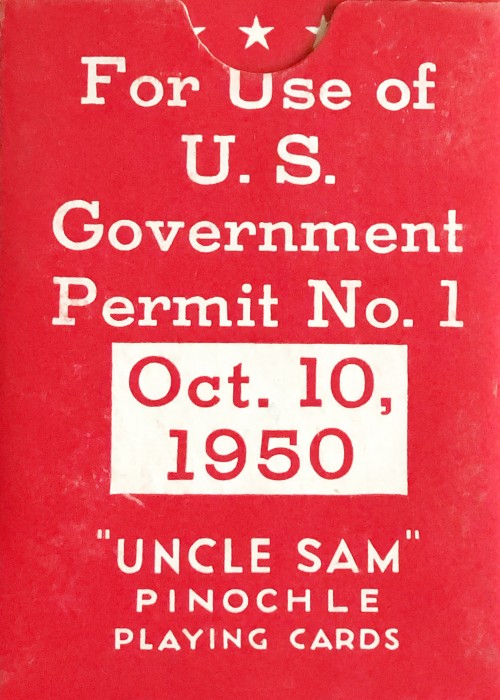 For Use of
U. S.
Government
Permit No. 1
Oct. 10,
1950
"UNCLE SAM"
PINOCHLE
PLAYING CARDS